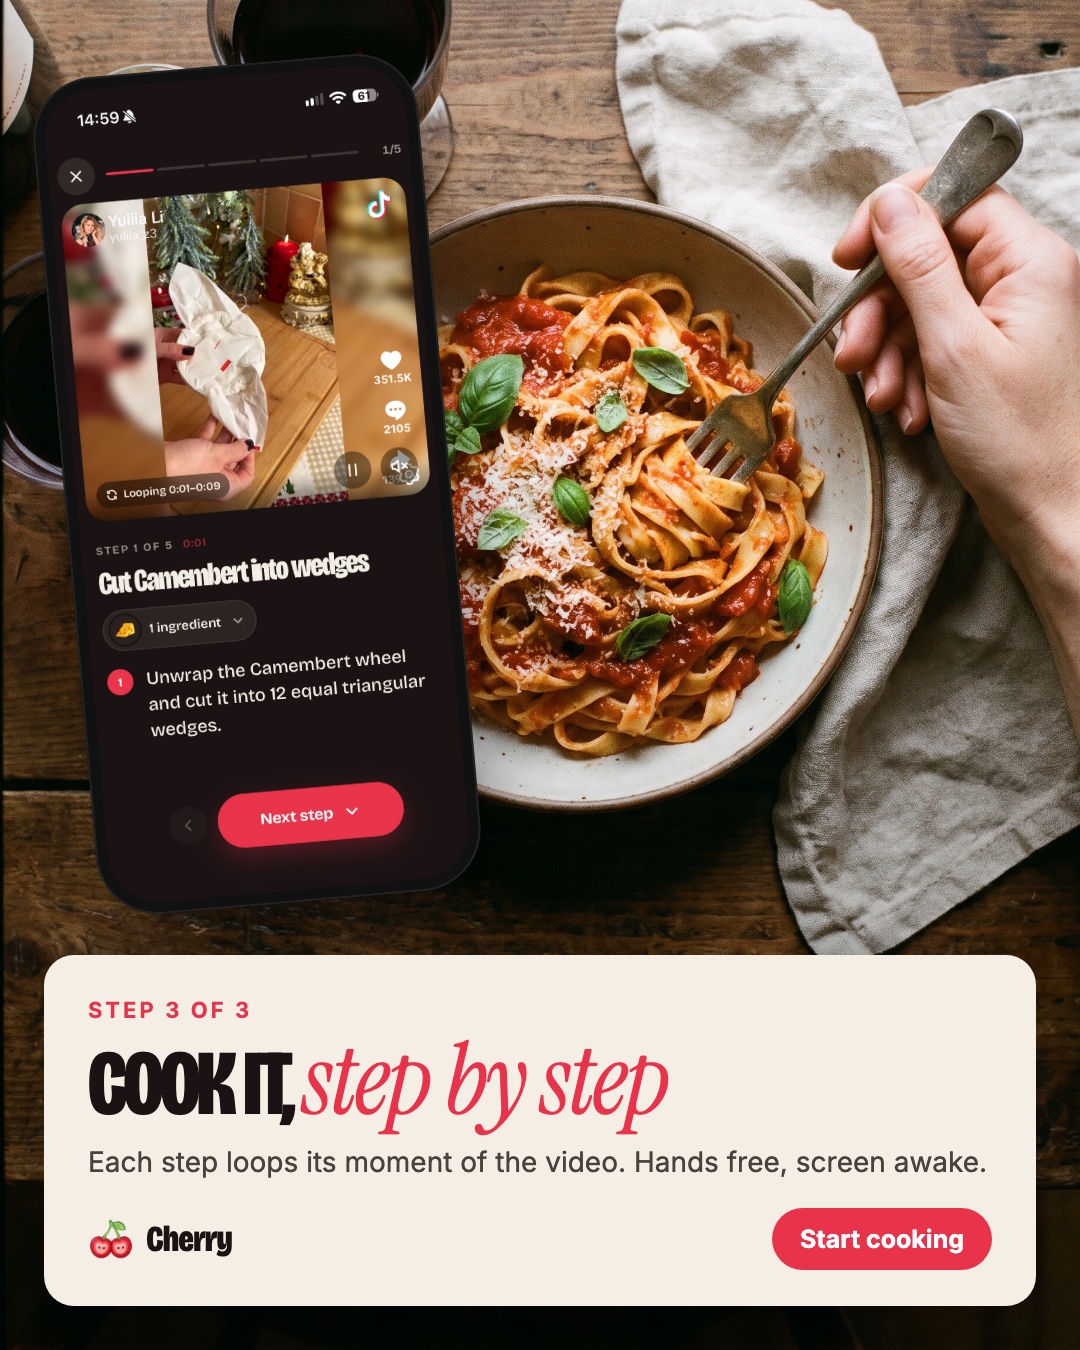 14:59
61
1/5
Yuliia Li
351.5K
2105
Looping 0:01–0:09
STEP 1 OF 5 0:01
Cut Camembert into wedges
1 ingredient
1
Unwrap the Camembert wheel
and cut it into 12 equal triangular
wedges.
Next step
STEP 3 OF 3
COOK IT, step by step
Each step loops its moment of the video. Hands free, screen awake.
Cherry
Start cooking